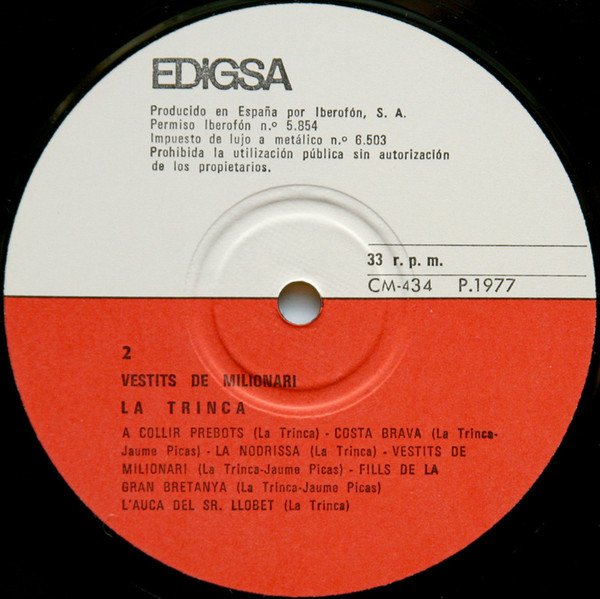 EDIGSA
Producido en España por Iberofón, S. A.
Permiso Iberofón n.º 5.854
Impuesto de lujo a metálico n.º 6.503
Prohibida la utilización pública sin autorización
de los propietarios.
33 r. p. m.
CM-434 P.1977
2
VESTITS DE MILIONARI
LA TRINCA
A COLLIR PREBOTS (La Trinca) - COSTA BRAVA (La Trinca-
Jaume Picas) - LA NODRISSA (La Trinca) - VESTITS DE
MILIONARI (La Trinca-Jaume Picas) - FILLS DE LA
GRAN BRETANYA (La Trinca-Jaume Picas)
L'AUCA DEL SR. LLOBET (La Trinca)